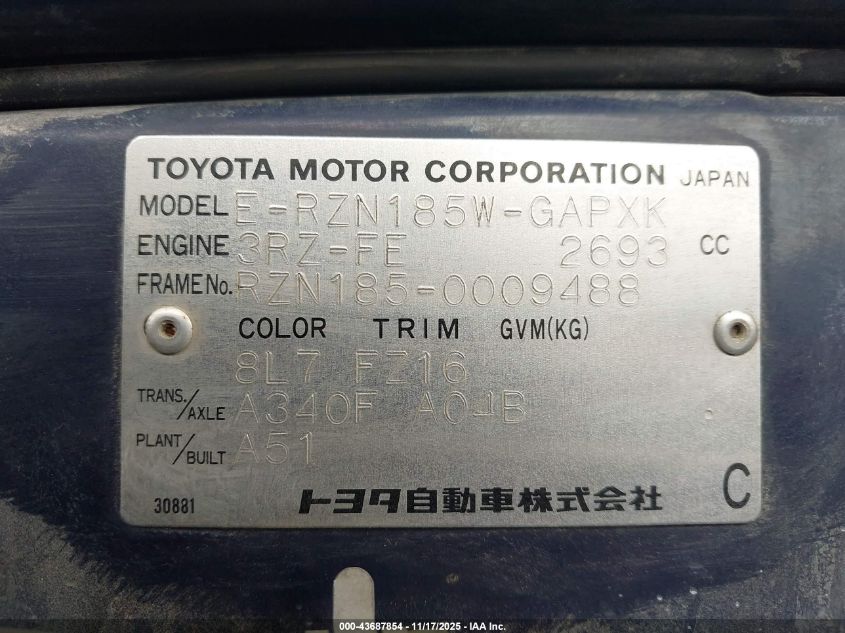 TOYOTA MOTOR CORPORATION JAPAN
MODEL E-RZN185W-GAPXK
ENGINE 3RZ-FE 2693 CC
FRAME No. RZN185-0009488
COLOR TRIM GVM(KG)
8L7 FZ16
TRANS./AXLE A340F A04B
PLANT/BUILT A51
30881 トヨタ自動車株式会社 C
000-43687854 - 11/17/2025 - IAA Inc.